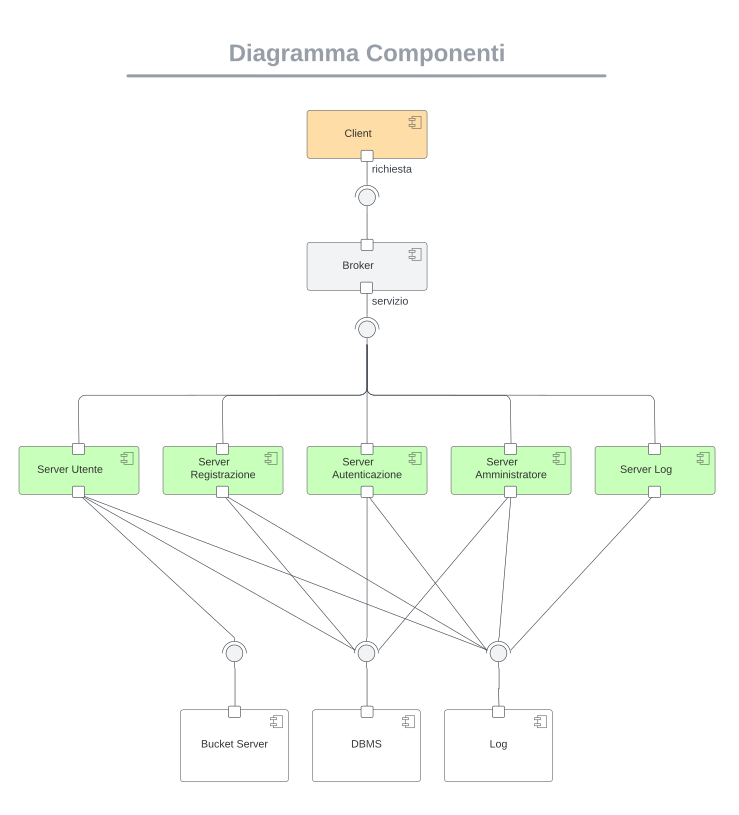 Diagramma Componenti
Client
richiesta
Broker
servizio
Server Utente
Server
Registrazione
Server
Autenticazione
Server
Amministratore
Server Log
Bucket Server
DBMS
Log